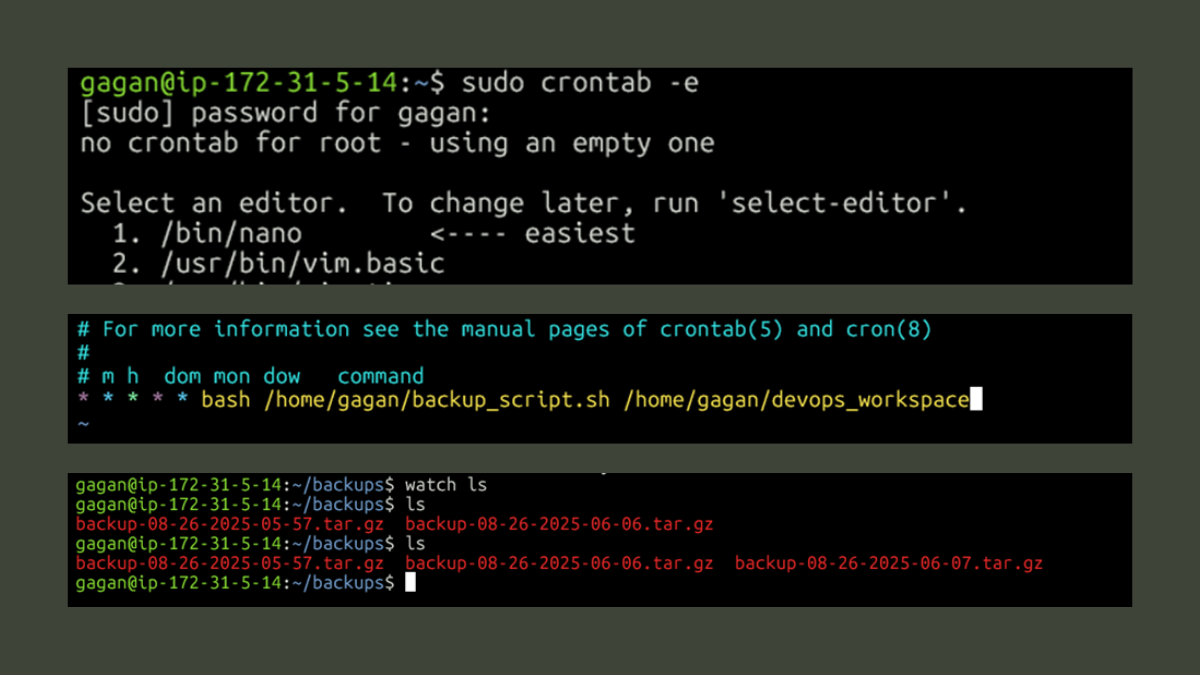 gagan@ip-172-31-5-14:~$ sudo crontab -e
[sudo] password for gagan:
no crontab for root - using an empty one
Select an editor.  To change later, run 'select-editor'.
  1. /bin/nano        <---- easiest
  2. /usr/bin/vim.basic
# For more information see the manual pages of crontab(5) and cron(8)
#
# m h  dom mon dow   command
* * * * * bash /home/gagan/backup_script.sh /home/gagan/devops_workspace
~
gagan@ip-172-31-5-14:~/backups$ watch ls
gagan@ip-172-31-5-14:~/backups$ ls
backup-08-26-2025-05-57.tar.gz  backup-08-26-2025-06-06.tar.gz
gagan@ip-172-31-5-14:~/backups$ ls
backup-08-26-2025-05-57.tar.gz  backup-08-26-2025-06-06.tar.gz  backup-08-26-2025-06-07.tar.gz
gagan@ip-172-31-5-14:~/backups$